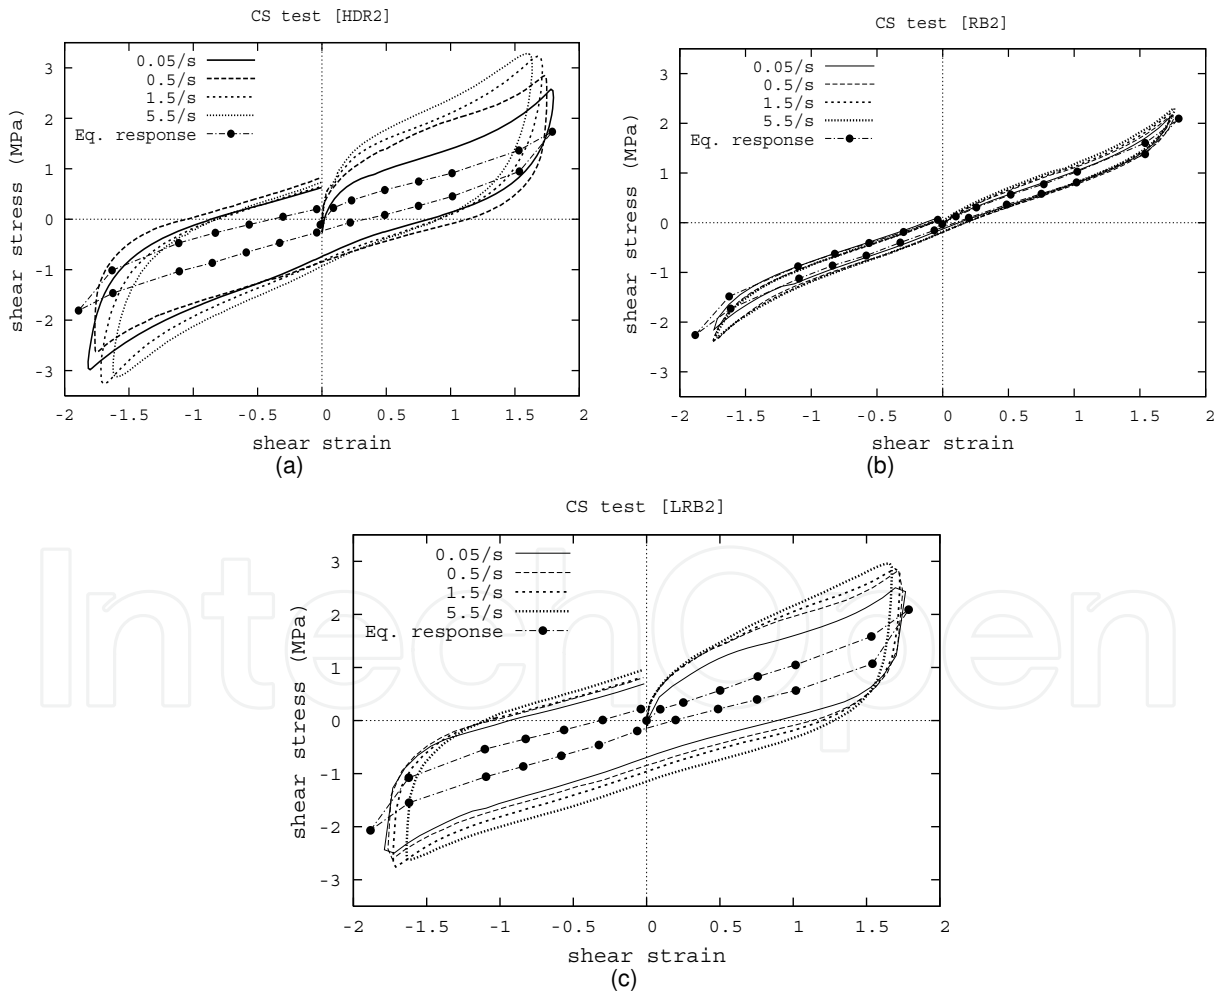 CS test [HDR2]
0.05/s
0.5/s
1.5/s
5.5/s
Eq. response
3
2
1
0
-1
-2
-3
shear stress (MPa)
-2 -1.5 -1 -0.5 0 0.5 1 1.5 2
shear strain
(a)
CS test [RB2]
0.05/s
0.5/s
1.5/s
5.5/s
Eq. response
3
2
1
0
-1
-2
-3
shear stress (MPa)
-2 -1.5 -1 -0.5 0 0.5 1 1.5 2
shear strain
(b)
CS test [LRB2]
0.05/s
0.5/s
1.5/s
5.5/s
Eq. response
3
2
1
0
-1
-2
-3
shear stress (MPa)
-2 -1.5 -1 -0.5 0 0.5 1 1.5 2
shear strain
(c)
IntechOpen